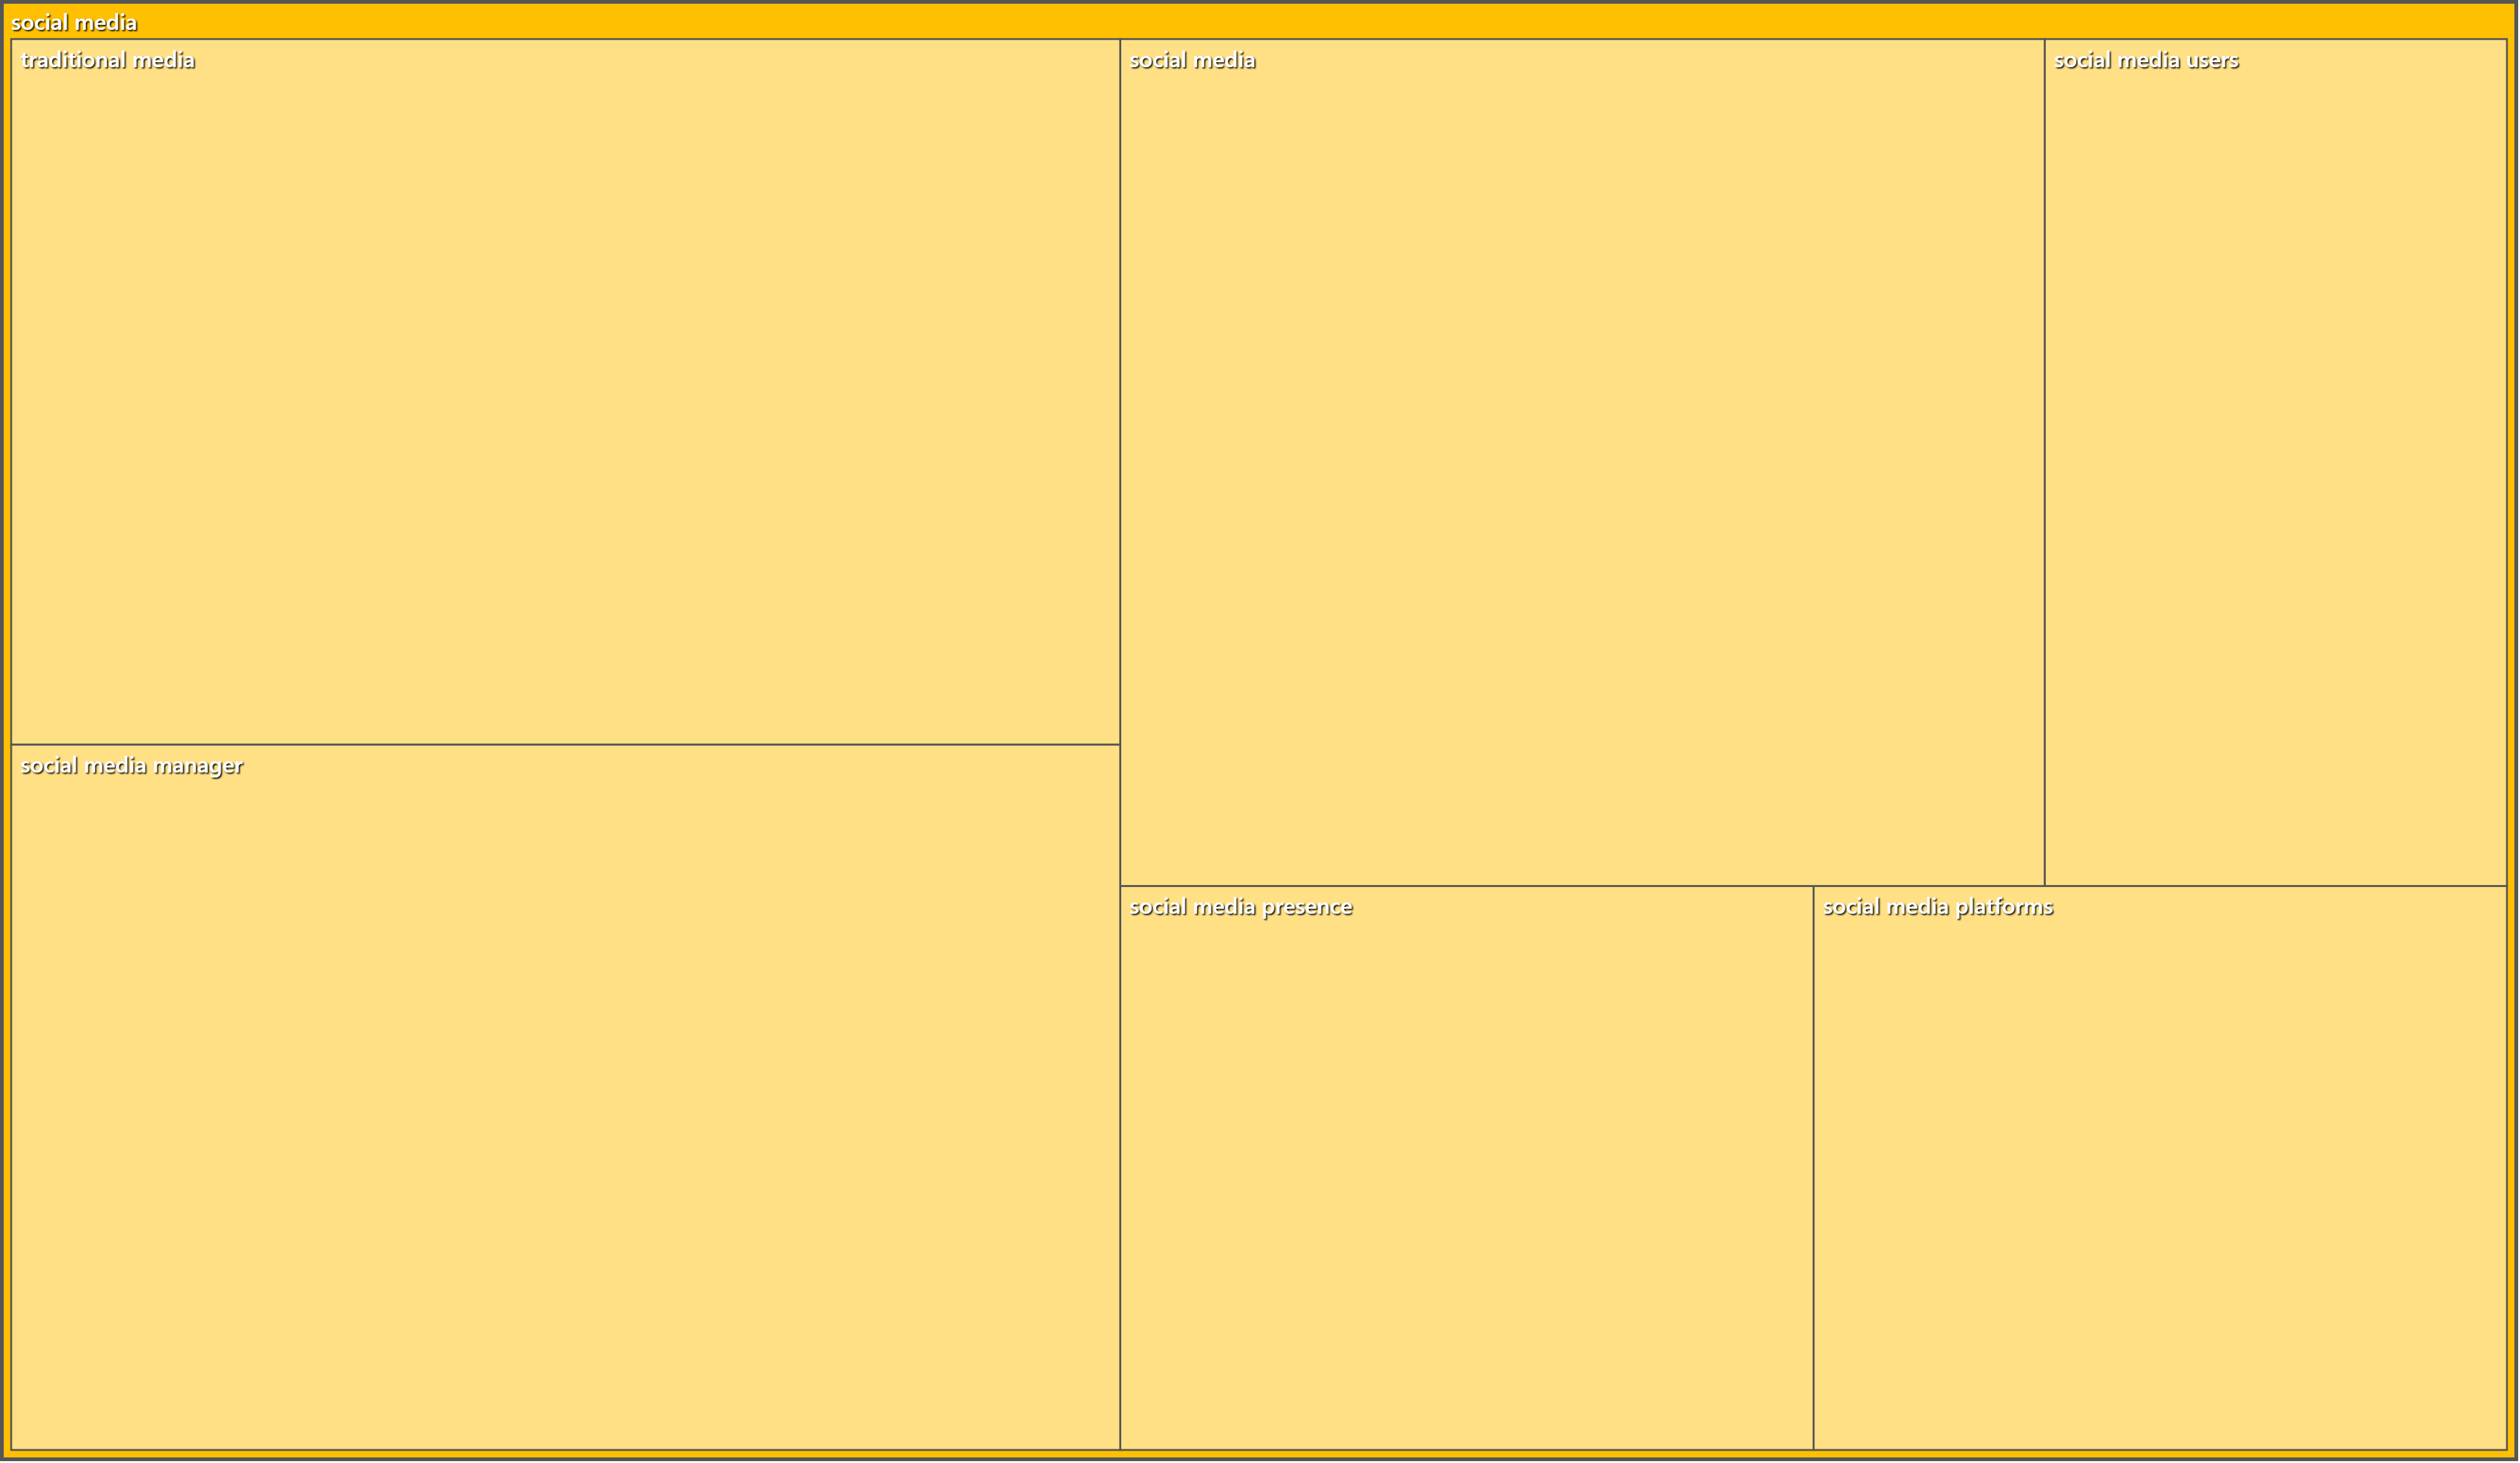 social media
traditional media
social media
social media users
social media manager
social media presence
social media platforms